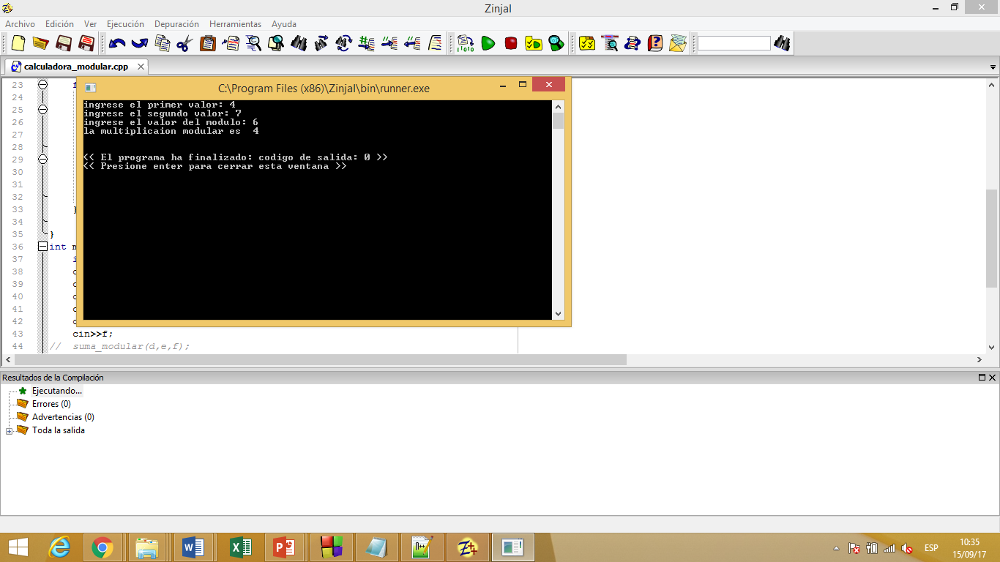 Zinjal
Archivo Edición Ver Ejecución Depuración Herramientas Ayuda
calculadora_modular.cpp
C:\Program Files (x86)\Zinjal\bin\runner.exe
ingrese el primer valor: 4
ingrese el segundo valor: 7
ingrese el valor del modulo: 6
la multiplicaion modular es  4
<< El programa ha finalizado: codigo de salida: 0 >>
<< Presione enter para cerrar esta ventana >>
23 f
24
25
26
27
28
29
30
31
32
33 }
34
35 }
36 int m
37 i
38 c
39 c
40 c
41 c
42 c
43 cin>>f;
44 // suma_modular(d,e,f);
Resultados de la Compilación
Ejecutando...
Errores (0)
Advertencias (0)
Toda la salida
ESP
10:35
15/09/17